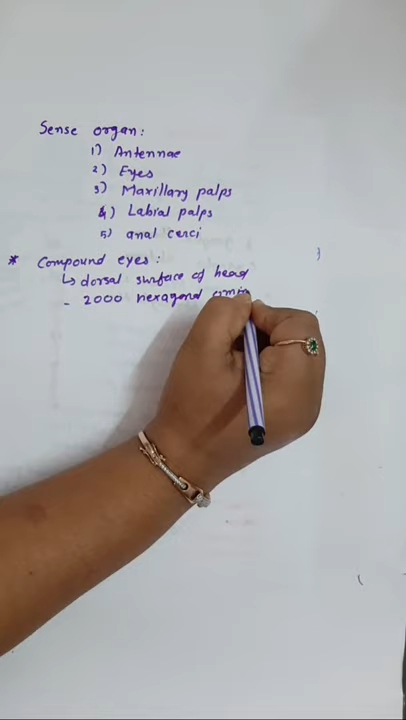 Sense organ:
1) Antennae
2) Eyes
3) Maxillary palps
4) Labial palps
5) anal cerci
* Compound eyes:
↳ dorsal surface of head
- 2000 hexagonal